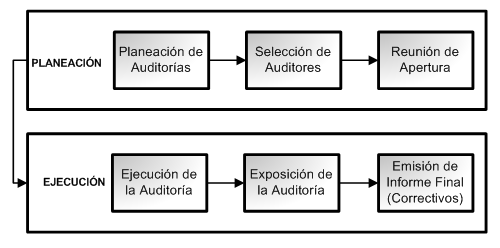 PLANEACIÓN
Planeación de
Auditorías
Selección de
Auditores
Reunión de
Apertura
EJECUCIÓN
Ejecución de
la Auditoría
Exposición de
la Auditoría
Emisión de
Informe Final
(Correctivos)